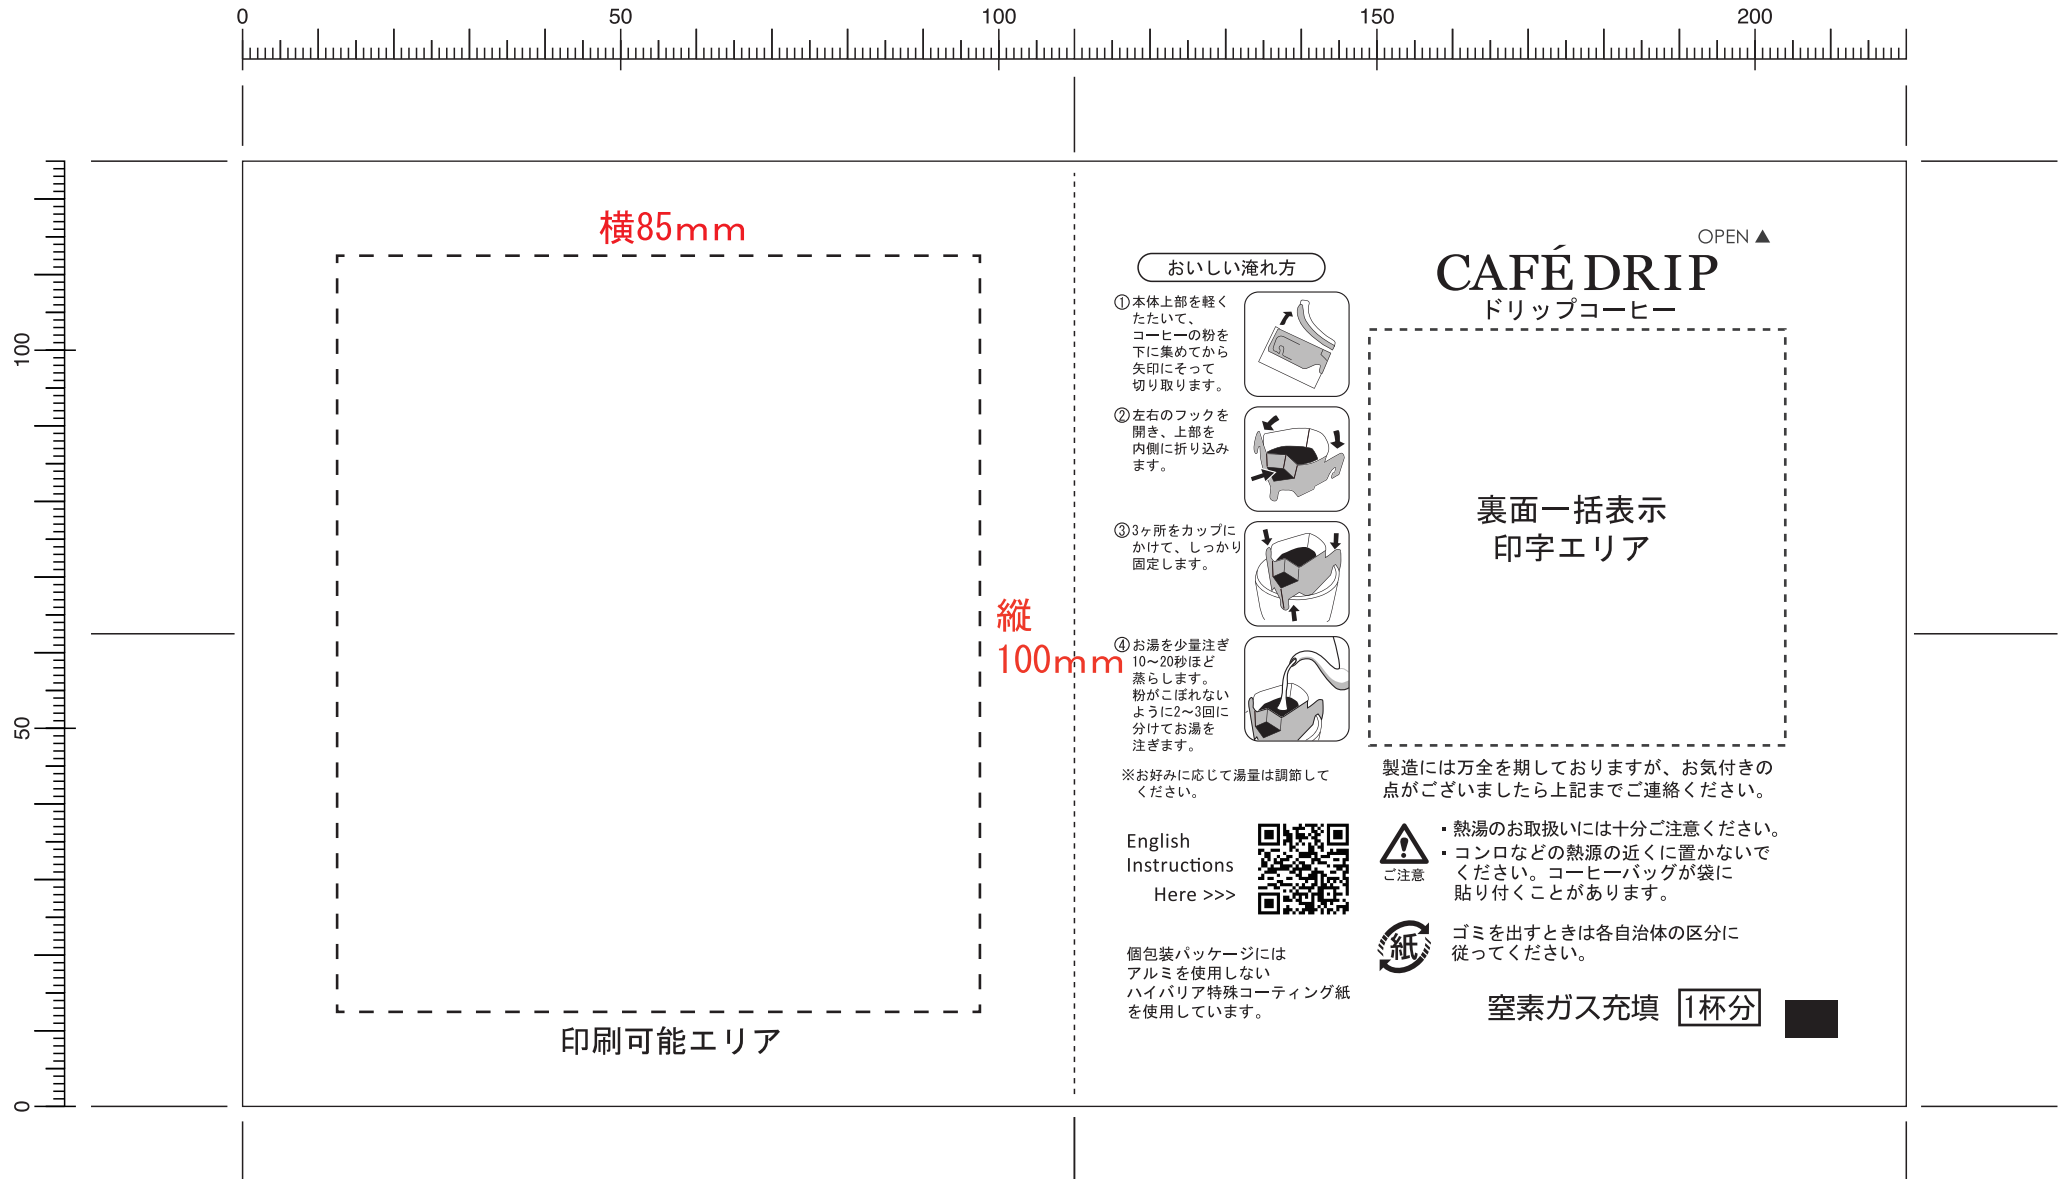 0
50
100
150
200
100
50
0
横85mm
縦
100mm
印刷可能エリア
おいしい淹れ方
①本体上部を軽く
たたいて、
コーヒーの粉を
下に集めてから
矢印にそって
切り取ります。
②左右のフックを
開き、上部を
内側に折り込み
ます。
③3ヶ所をカップに
かけて、しっかり
固定します。
④お湯を少量注ぎ
10〜20秒ほど
蒸らします。
粉がこぼれない
ように2〜3回に
分けてお湯を
注ぎます。
※お好みに応じて湯量は調節して
ください。
English
Instructions
Here >>>
個包装パッケージには
アルミを使用しない
ハイバリア特殊コーティング紙
を使用しています。
OPEN ▲
CAFÉ DRIP
ドリップコーヒー
裏面一括表示
印字エリア
製造には万全を期しておりますが、お気付きの
点がございましたら上記までご連絡ください。
ご注意
・熱湯のお取扱いには十分ご注意ください。
・コンロなどの熱源の近くに置かないで
ください。コーヒーバッグが袋に
貼り付くことがあります。
紙
ゴミを出すときは各自治体の区分に
従ってください。
窒素ガス充填 1杯分